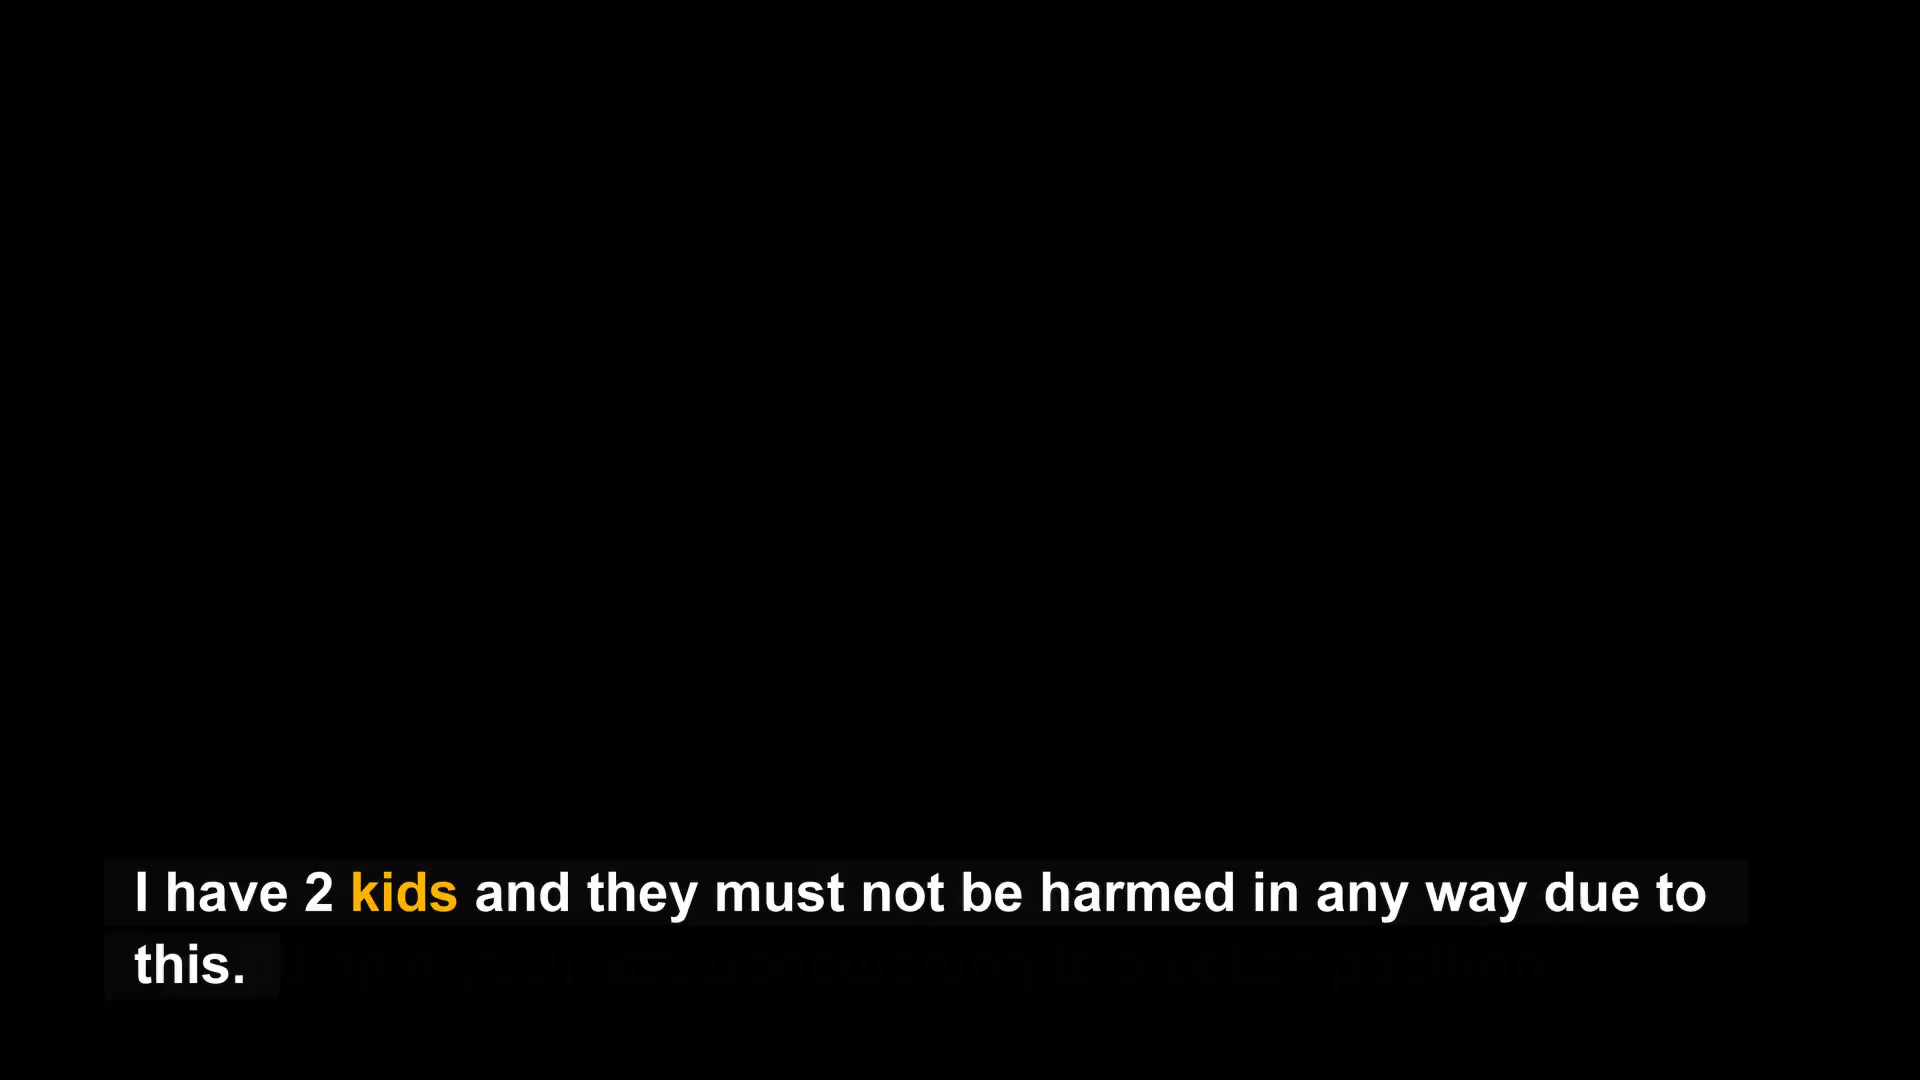 I have 2 kids and they must not be harmed in any way due to
this.